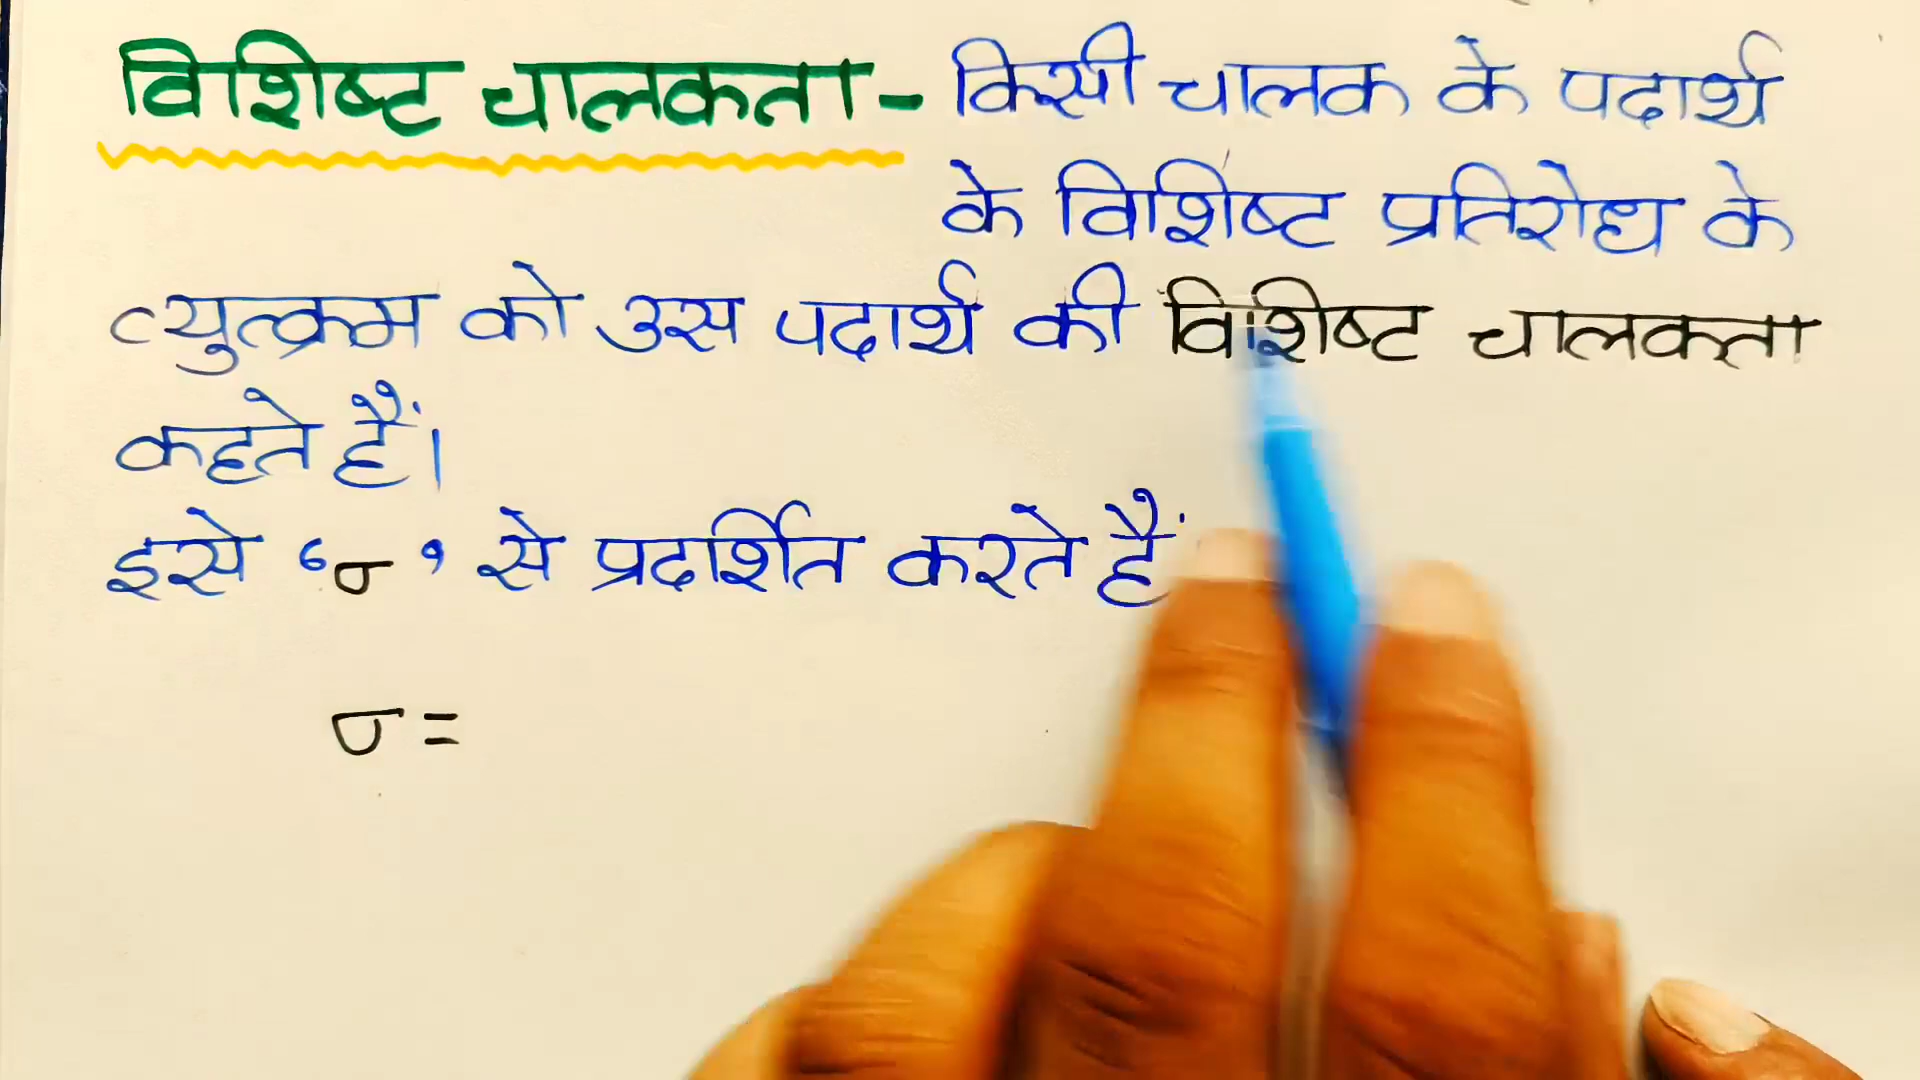 विशिष्ट चालकता - किसी चालक के पदार्थ
के विशिष्ट प्रतिरोध के
व्युत्क्रम को उस पदार्थ की विशिष्ट चालकता
कहते हैं।
इसे ‘σ’ से प्रदर्शित करते हैं
σ =